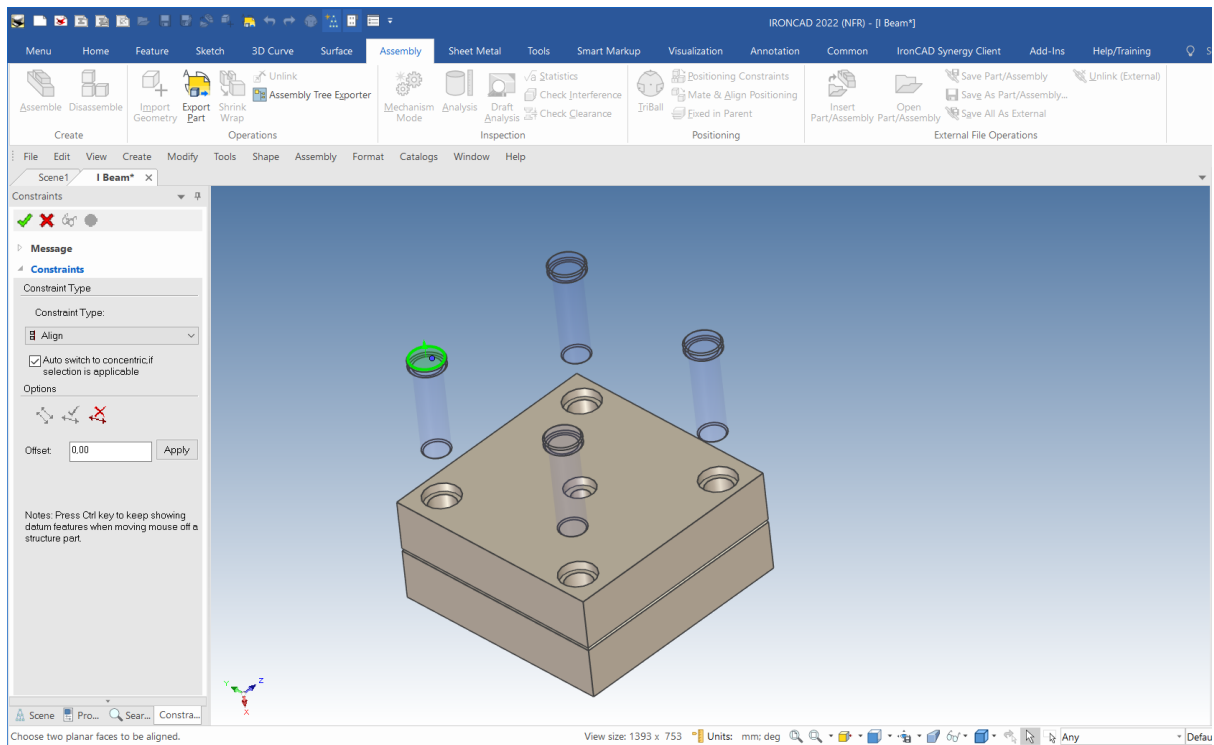 IRONCAD 2022 (NFR) - [I Beam*]
Menu Home Feature Sketch 3D Curve Surface Assembly Sheet Metal Tools Smart Markup Visualization Annotation Common IronCAD Synergy Client Add-Ins Help/Training S
Assemble Disassemble
Create
Import Geometry
Export Part
Shrink Wrap
Unlink
Assembly Tree Exporter
Operations
Mechanism Mode
Analysis
Draft Analysis
Statistics
Check Interference
Check Clearance
Inspection
TriBall
Positioning Constraints
Mate & Align Positioning
Fixed in Parent
Positioning
Insert Part/Assembly
Open Part/Assembly
Save Part/Assembly
Save As Part/Assembly...
Save All As External
Unlink (External)
External File Operations
File Edit View Create Modify Tools Shape Assembly Format Catalogs Window Help
Scene1 I Beam*
Constraints
Message
Constraints
Constraint Type
Constraint Type:
Align
Auto switch to concentric,if
selection is applicable
Options
Offset: 0,00 Apply
Notes: Press Ctrl key to keep showing
datum features when moving mouse off a
structure part.
Y Z
X
Scene Pro... Sear... Constra...
Choose two planar faces to be aligned. View size: 1393 x 753 Units: mm; deg Any Defau